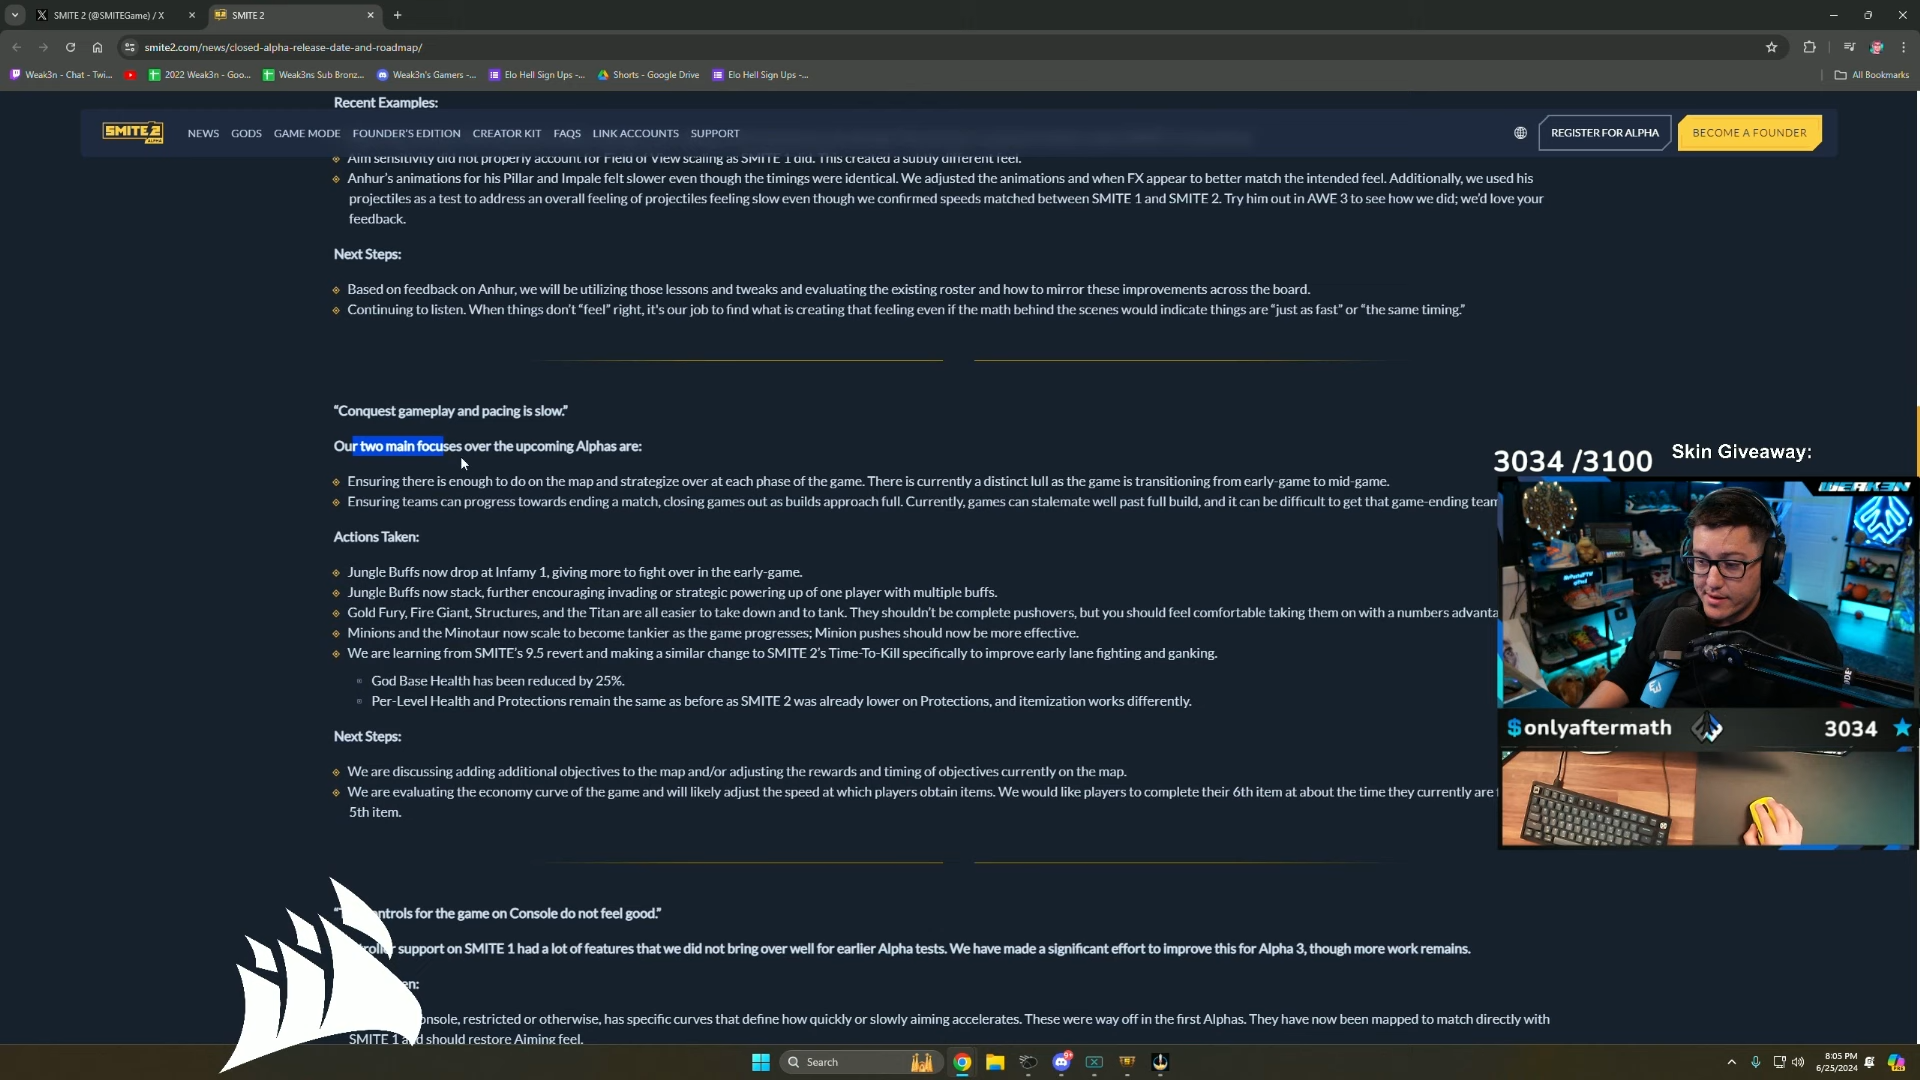 SMITE 2 (@SMITEGame) / X
SMITE 2
smite2.com/news/closed-alpha-release-date-and-roadmap/
Weak3n - Chat - Twi...
2022 Weak3n - Goo...
Weak3ns Sub Bronz...
Weak3n's Gamers -...
Elo Hell Sign Ups -...
Shorts - Google Drive
Elo Hell Sign Ups -...
All Bookmarks
Recent Examples:
SMITE 2
ALPHA
NEWS GODS GAME MODE FOUNDER'S EDITION CREATOR KIT FAQS LINK ACCOUNTS SUPPORT
REGISTER FOR ALPHA
BECOME A FOUNDER
Aim sensitivity did not properly account for Field of View scaling as SMITE 1 did. This created a subtly different feel.
Anhur's animations for his Pillar and Impale felt slower even though the timings were identical. We adjusted the animations and when FX appear to better match the intended feel. Additionally, we used his
projectiles as a test to address an overall feeling of projectiles feeling slow even though we confirmed speeds matched between SMITE 1 and SMITE 2. Try him out in AWE 3 to see how we did; we'd love your
feedback.
Next Steps:
Based on feedback on Anhur, we will be utilizing those lessons and tweaks and evaluating the existing roster and how to mirror these improvements across the board.
Continuing to listen. When things don't “feel” right, it's our job to find what is creating that feeling even if the math behind the scenes would indicate things are “just as fast” or “the same timing.”
“Conquest gameplay and pacing is slow.”
Our two main focuses over the upcoming Alphas are:
Ensuring there is enough to do on the map and strategize over at each phase of the game. There is currently a distinct lull as the game is transitioning from early-game to mid-game.
Ensuring teams can progress towards ending a match, closing games out as builds approach full. Currently, games can stalemate well past full build, and it can be difficult to get that game-ending team
Actions Taken:
Jungle Buffs now drop at Infamy 1, giving more to fight over in the early-game.
Jungle Buffs now stack, further encouraging invading or strategic powering up of one player with multiple buffs.
Gold Fury, Fire Giant, Structures, and the Titan are all easier to take down and to tank. They shouldn't be complete pushovers, but you should feel comfortable taking them on with a numbers advanta
Minions and the Minotaur now scale to become tankier as the game progresses; Minion pushes should now be more effective.
We are learning from SMITE's 9.5 revert and making a similar change to SMITE 2's Time-To-Kill specifically to improve early lane fighting and ganking.
God Base Health has been reduced by 25%.
Per-Level Health and Protections remain the same as before as SMITE 2 was already lower on Protections, and itemization works differently.
Next Steps:
We are discussing adding additional objectives to the map and/or adjusting the rewards and timing of objectives currently on the map.
We are evaluating the economy curve of the game and will likely adjust the speed at which players obtain items. We would like players to complete their 6th item at about the time they currently are
5th item.
3034 /3100
Skin Giveaway:
WEAK3N
$onlyaftermath
3034
ntrols for the game on Console do not feel good.”
support on SMITE 1 had a lot of features that we did not bring over well for earlier Alpha tests. We have made a significant effort to improve this for Alpha 3, though more work remains.
en:
onsole, restricted or otherwise, has specific curves that define how quickly or slowly aiming accelerates. These were way off in the first Alphas. They have now been mapped to match directly with
SMITE 1 and should restore Aiming feel.
Search
8:05 PM
6/25/2024